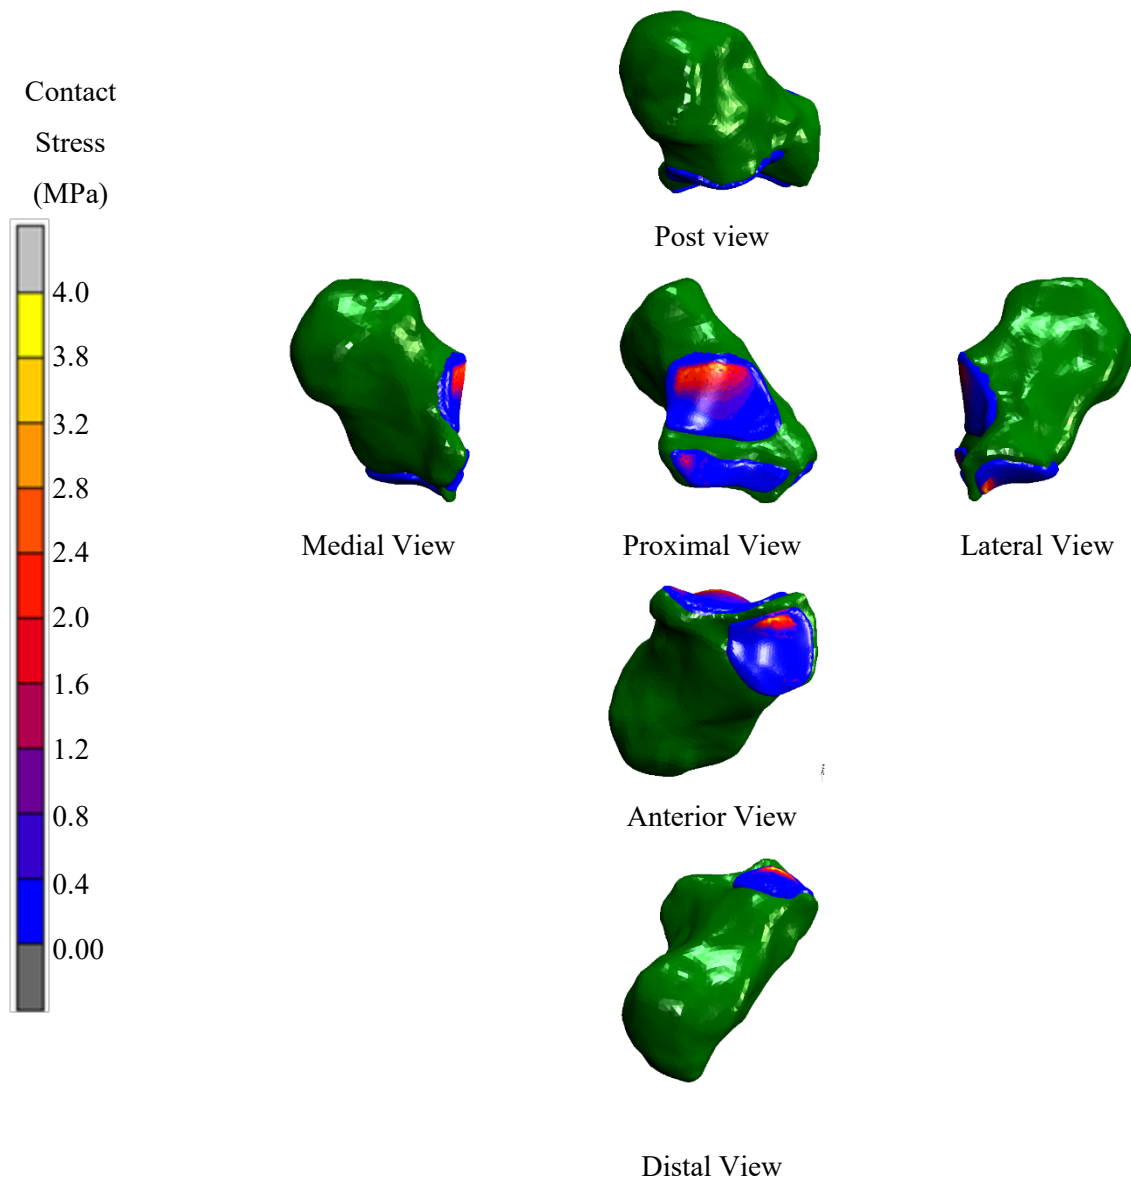 Contact
Stress
(MPa)
4.0
3.8
3.2
2.8
2.4
2.0
1.6
1.2
0.8
0.4
0.00
Post view
Medial View
Proximal View
Lateral View
Anterior View
Distal View